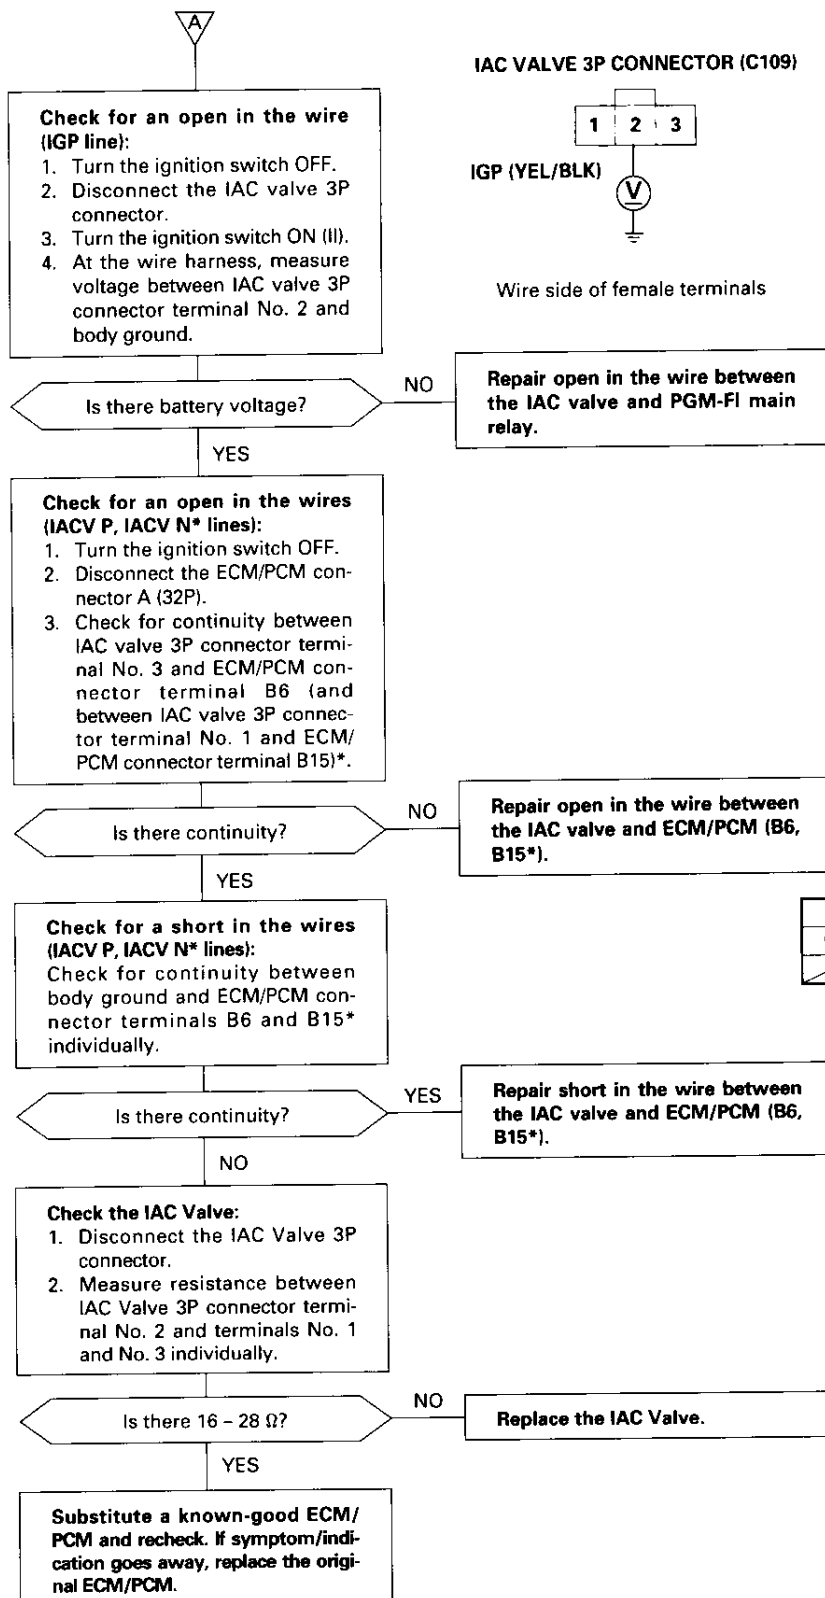 A
IAC VALVE 3P CONNECTOR (C109)
1 2 3
IGP (YEL/BLK)
V
Wire side of female terminals
Check for an open in the wire
(IGP line):
1. Turn the ignition switch OFF.
2. Disconnect the IAC valve 3P
connector.
3. Turn the ignition switch ON (II).
4. At the wire harness, measure
voltage between IAC valve 3P
connector terminal No. 2 and
body ground.
Is there battery voltage?
NO
Repair open in the wire between
the IAC valve and PGM-FI main
relay.
YES
Check for an open in the wires
(IACV P, IACV N* lines):
1. Turn the ignition switch OFF.
2. Disconnect the ECM/PCM con-
nector A (32P).
3. Check for continuity between
IAC valve 3P connector termi-
nal No. 3 and ECM/PCM con-
nector terminal B6 (and
between IAC valve 3P connec-
tor terminal No. 1 and ECM/
PCM connector terminal B15)*.
Is there continuity?
NO
Repair open in the wire between
the IAC valve and ECM/PCM (B6,
B15*).
YES
Check for a short in the wires
(IACV P, IACV N* lines):
Check for continuity between
body ground and ECM/PCM con-
nector terminals B6 and B15*
individually.
Is there continuity?
YES
Repair short in the wire between
the IAC valve and ECM/PCM (B6,
B15*).
NO
Check the IAC Valve:
1. Disconnect the IAC Valve 3P
connector.
2. Measure resistance between
IAC Valve 3P connector termi-
nal No. 2 and terminals No. 1
and No. 3 individually.
Is there 16 – 28 Ω?
NO
Replace the IAC Valve.
YES
Substitute a known-good ECM/
PCM and recheck. If symptom/indi-
cation goes away, replace the origi-
nal ECM/PCM.